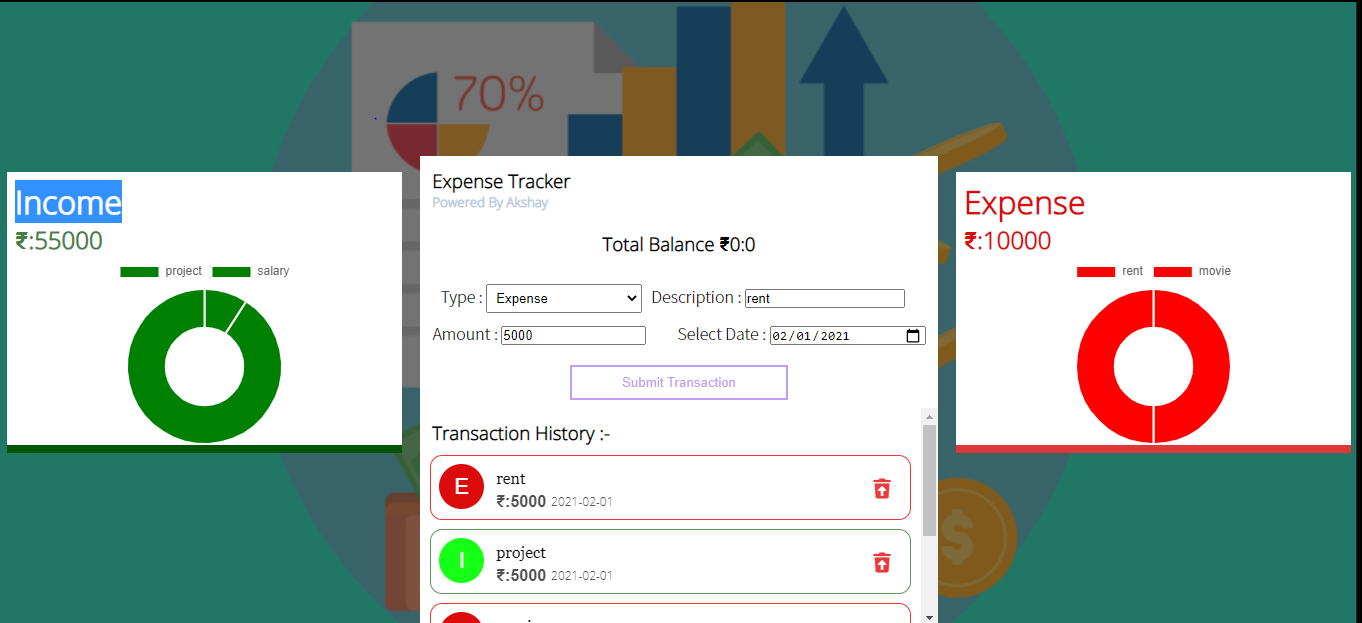 70%
Income
₹:55000
project salary
Expense Tracker
Powered By Akshay
Total Balance ₹0:0
Type : Expense Description : rent
Amount : 5000 Select Date : 02/01/2021
Submit Transaction
Transaction History :-
E rent
₹:5000 2021-02-01
I project
₹:5000 2021-02-01
Expense
₹:10000
rent movie
$